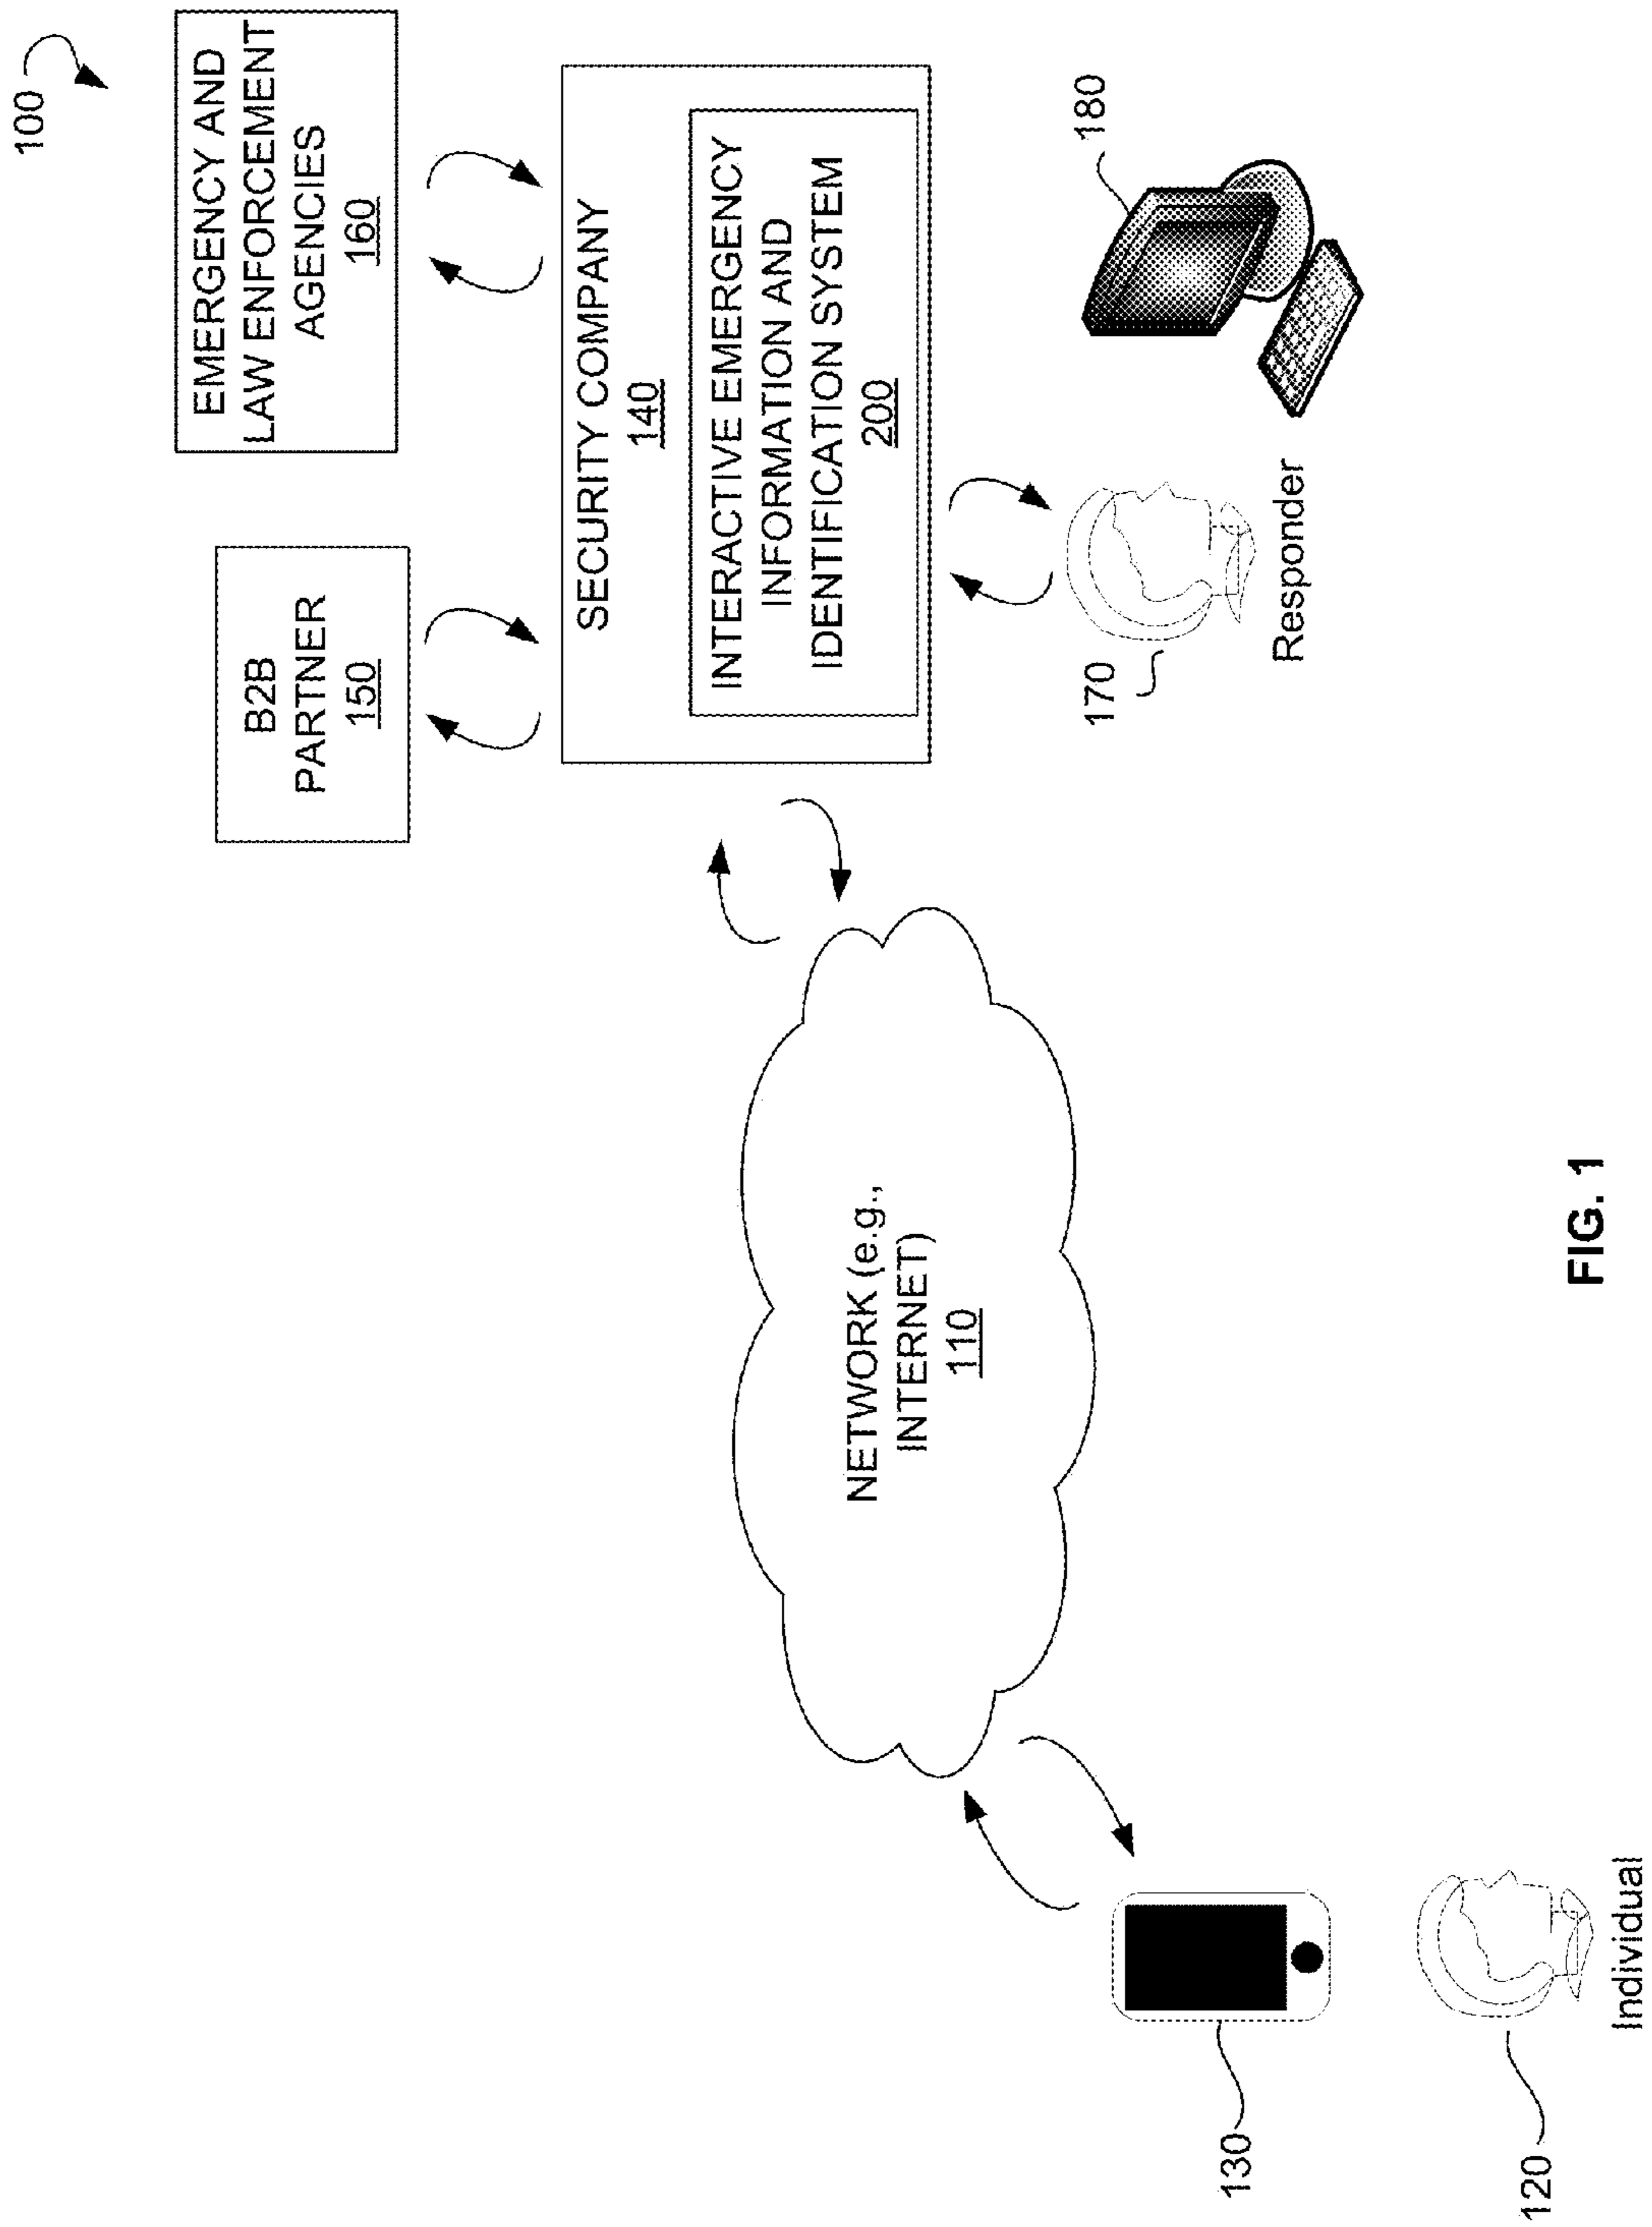 100
EMERGENCY AND
LAW ENFORCEMENT
AGENCIES
160
B2B
PARTNER
150
SECURITY COMPANY
140
INTERACTIVE EMERGENCY
INFORMATION AND
IDENTIFICATION SYSTEM
200
180
170
Responder
NETWORK (e.g.,
INTERNET)
110
130
120
Individual
FIG. 1